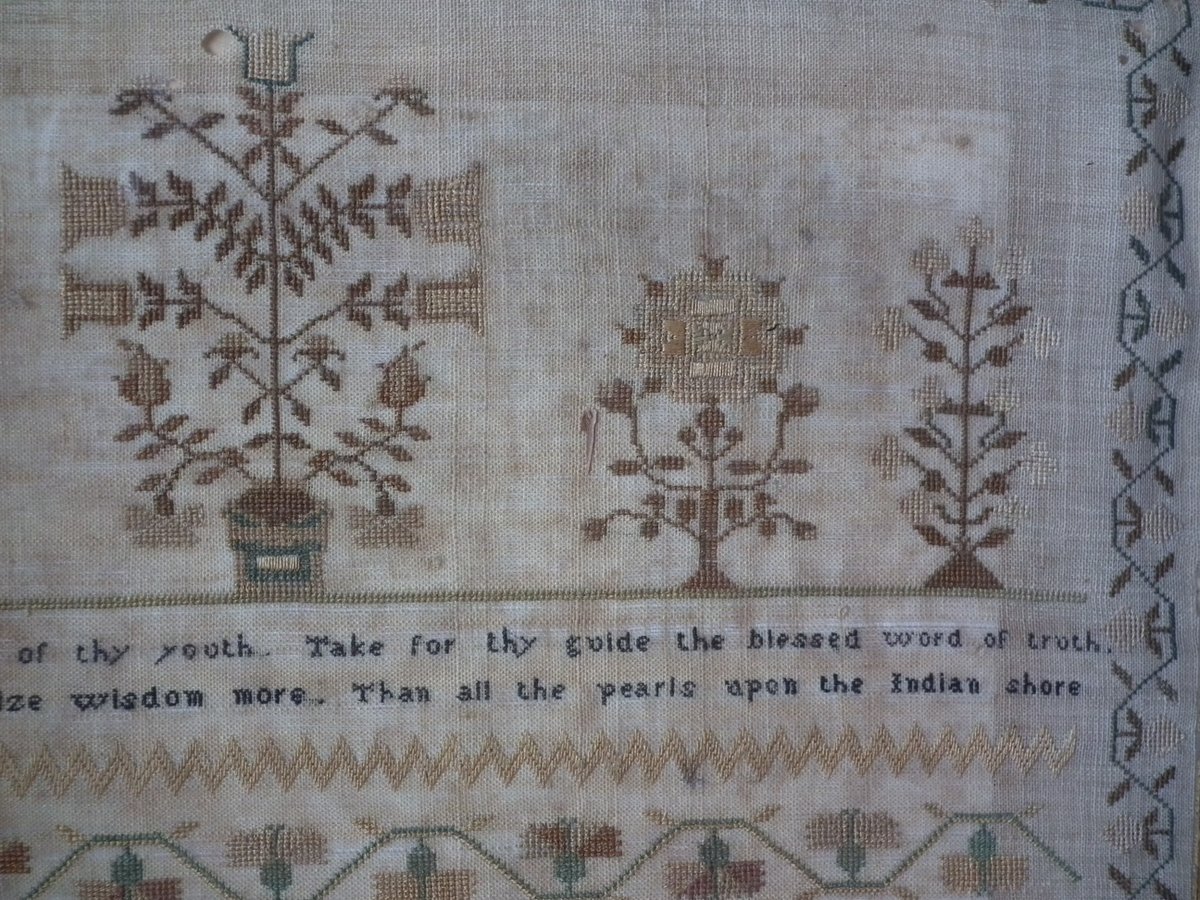 of thy youth. Take for thy guide the blessed word of truth.
ize wisdom more. Than all the pearls upon the Indian shore